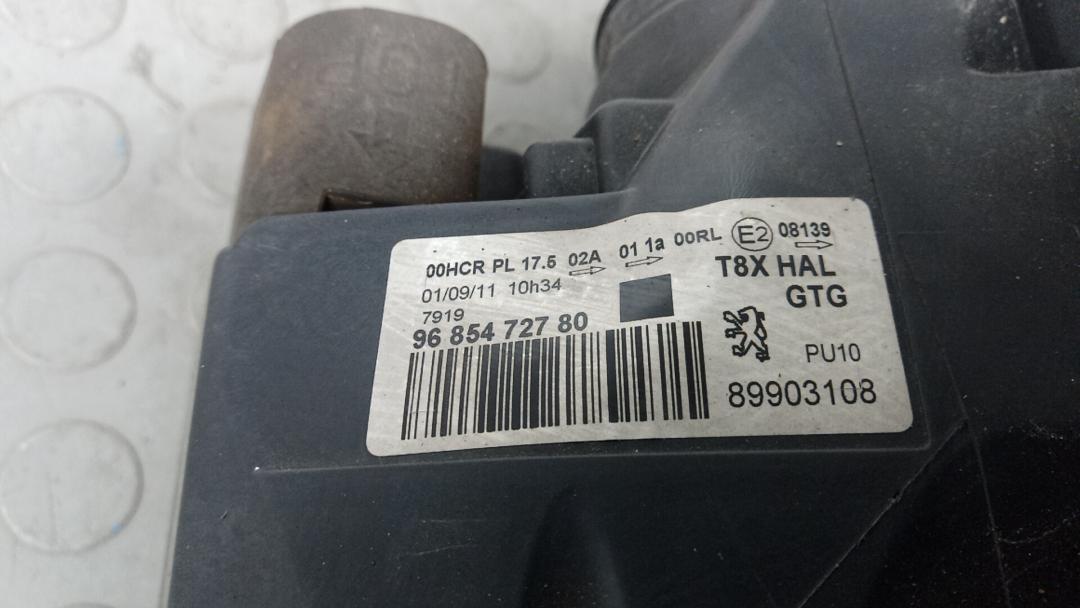 00HCR PL 17.5 02A 01 1a 00RL E2 08139
01/09/11 10h34
7919
96 854 727 80
T8X HAL
GTG
PU10
89903108